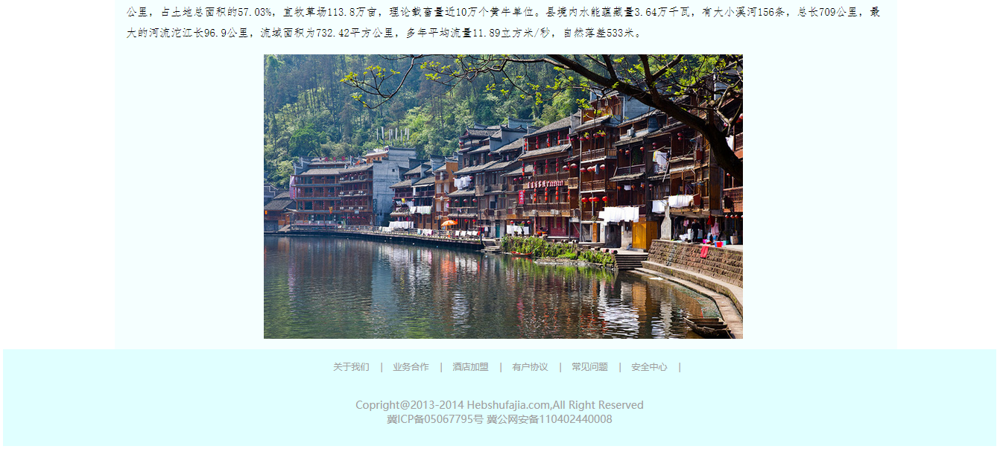 公里，占土地总面积的57.03%，宜牧草场113.8万亩，理论载畜量近10万个黄牛单位。县境内水能蕴藏量3.64万千瓦，有大小溪河156条，总长709公里，最
大的河流沱江长96.9公里，流域面积为732.42平方公里，多年平均流量11.89立方米/秒，自然落差533米。
关于我们 | 业务合作 | 酒店加盟 | 有户协议 | 常见问题 | 安全中心 |
Copright@2013-2014 Hebshufajia.com,All Right Reserved
冀ICP备05067795号 冀公网安备110402440008